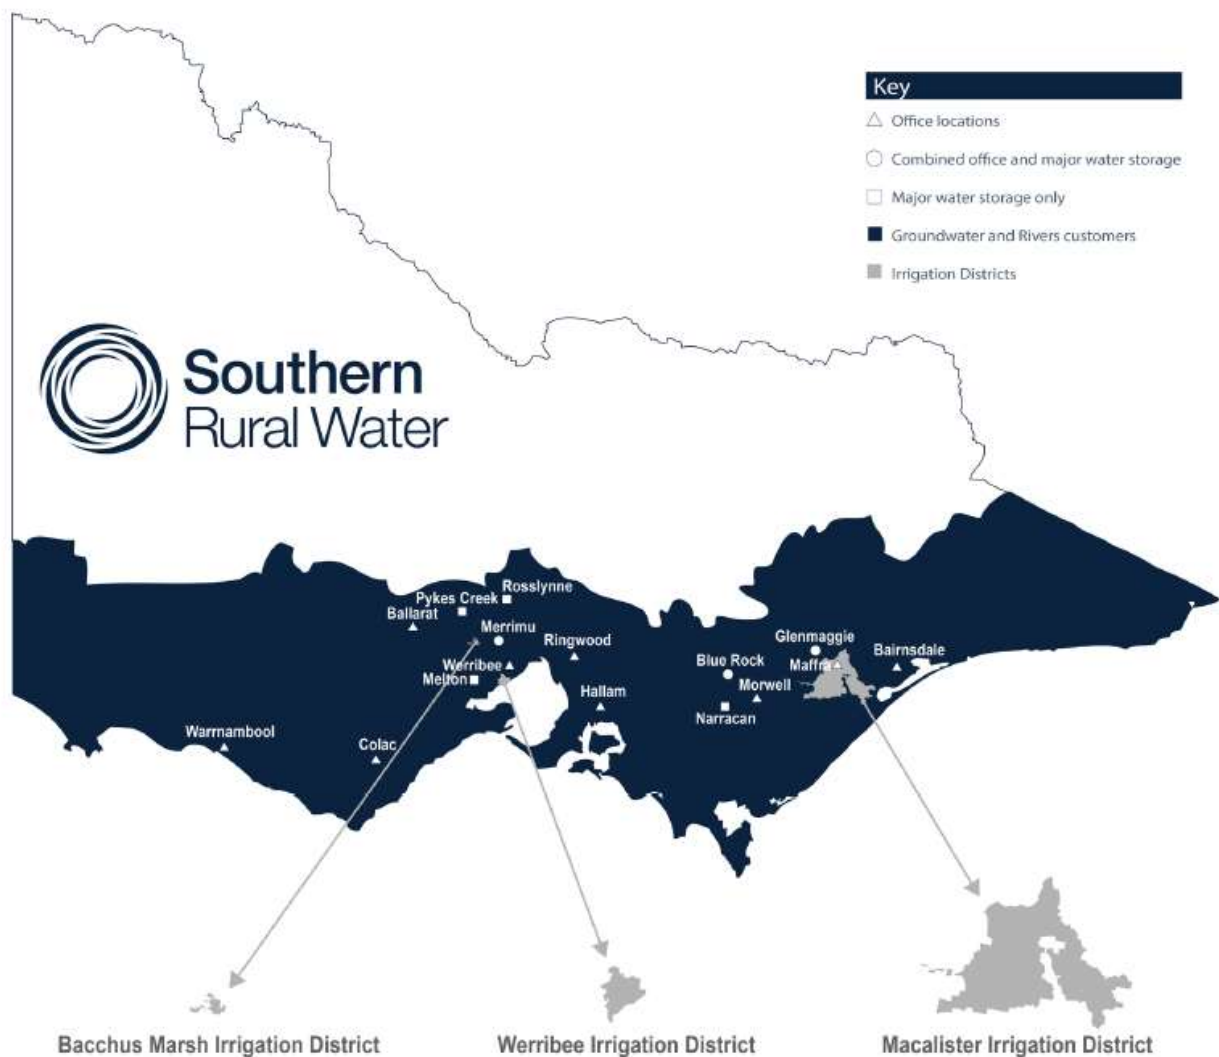 Key
Office locations
Combined office and major water storage
Major water storage only
Groundwater and Rivers customers
Irrigation Districts
Southern
Rural Water
Rosslynne
Pykes Creek
Ballarat
Merrimu
Ringwood
Glenmaggie
Bairnsdale
Werribee
Maffra
Blue Rock
Melton
Morwell
Hallam
Narracan
Warrnambool
Colac
Bacchus Marsh Irrigation District
Werribee Irrigation District
Macalister Irrigation District